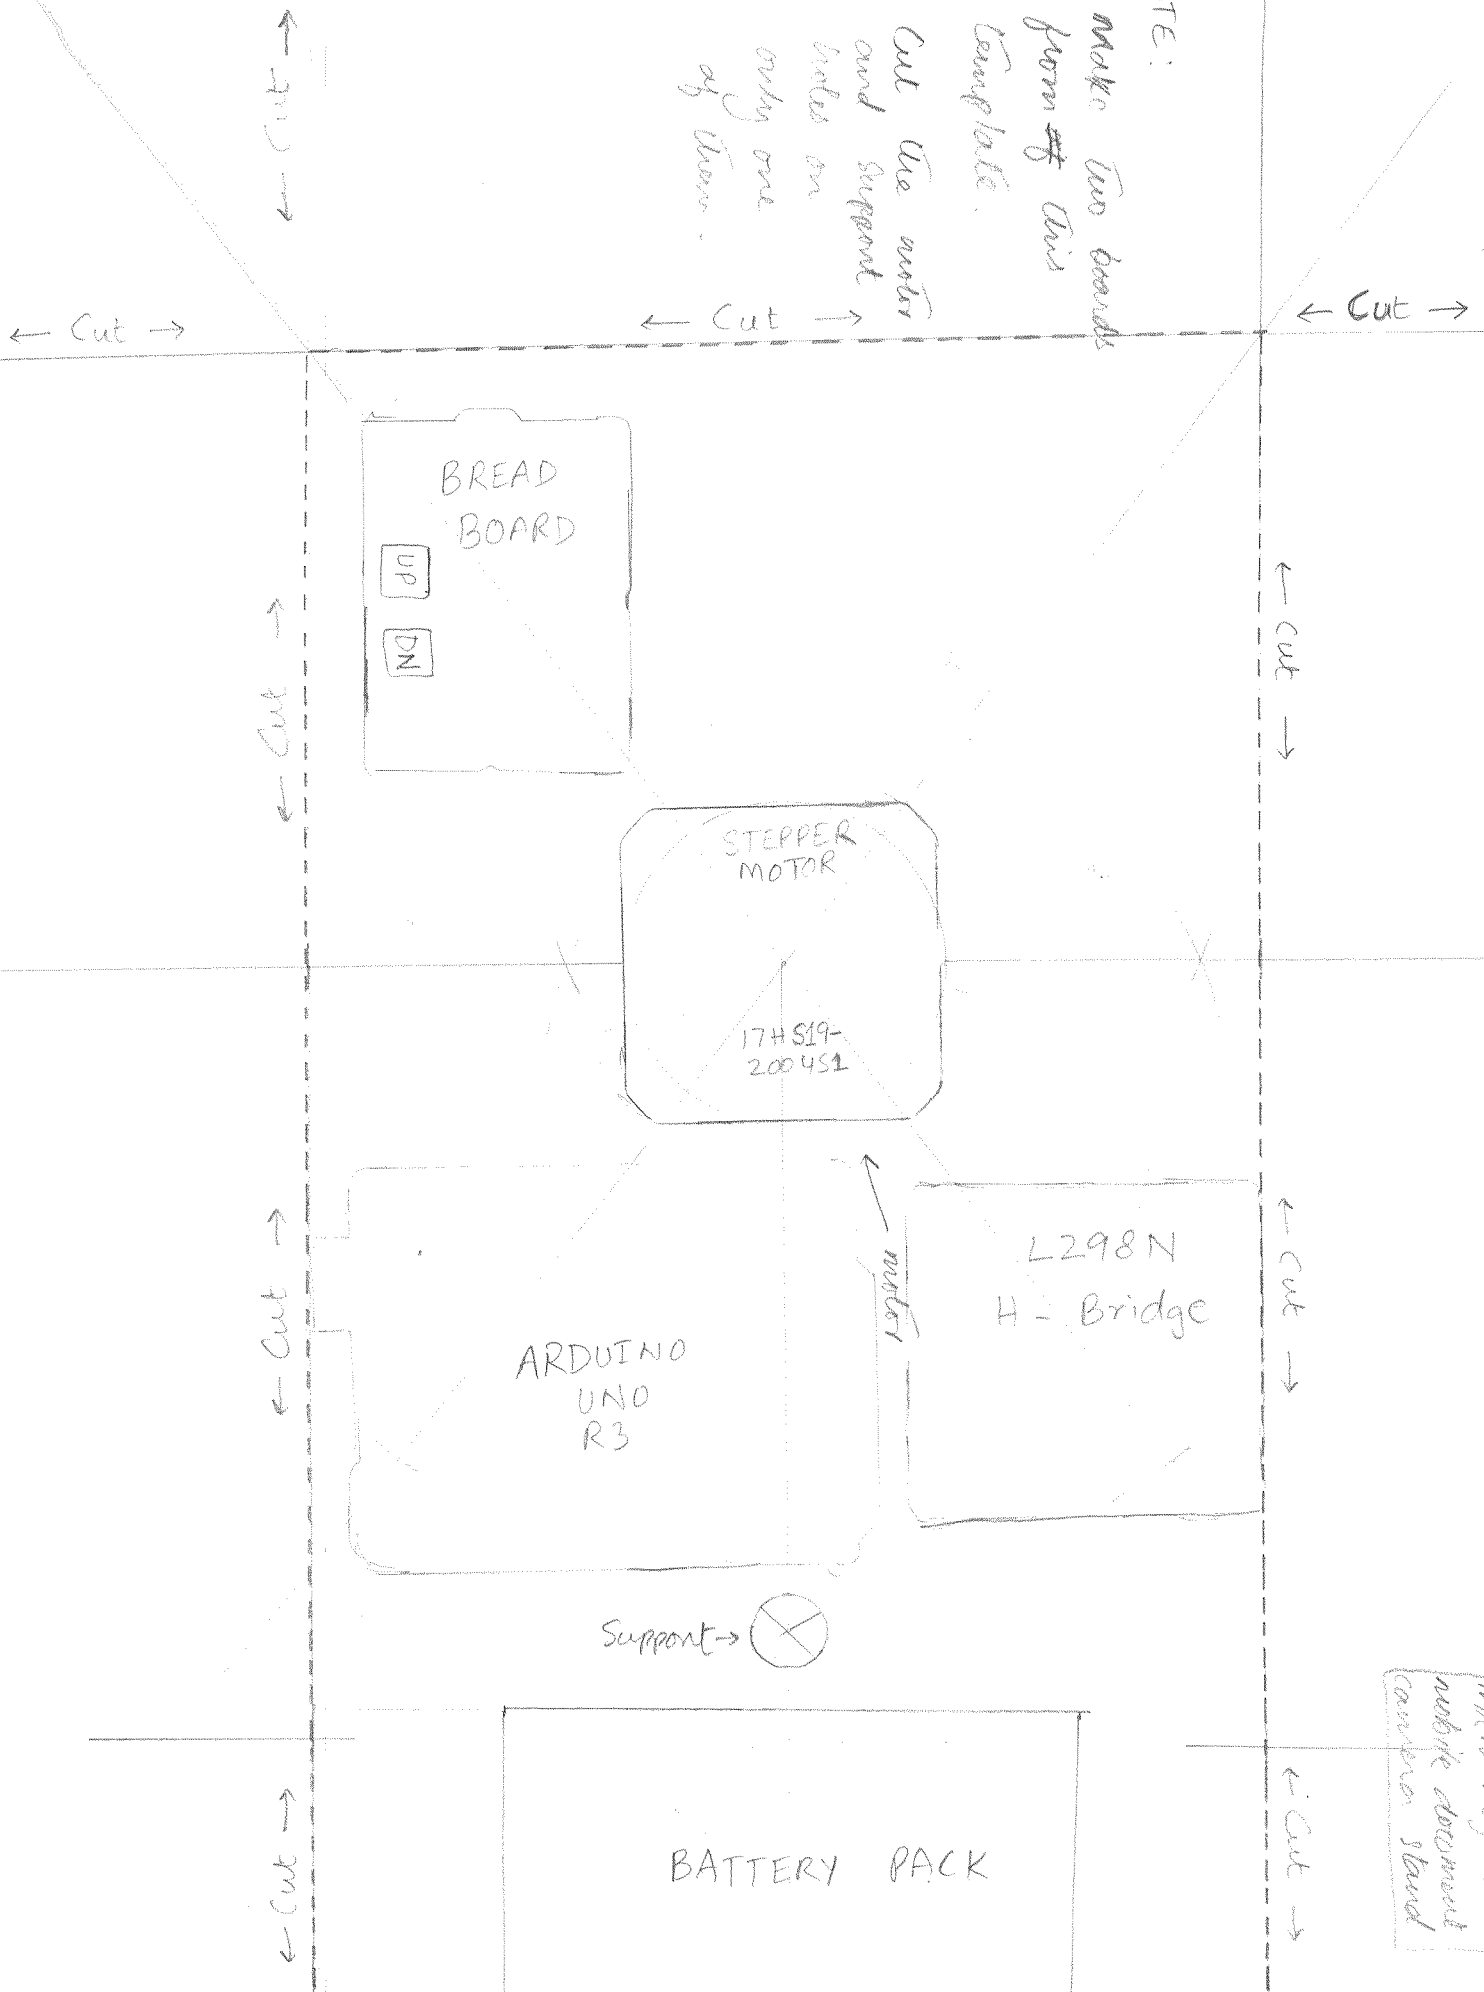 TE:
Make two boards
from this
template.
Cut the motor
and support
holes on
only one
of them.
← Cut →
← Cut →
← Cut →
← Cut →
BREAD
BOARD
UP
DN
← Cut →
← Cut →
STEPPER
MOTOR
17HS19-
2004S1
← motor
L298N
H - Bridge
← Cut →
← Cut →
ARDUINO
UNO
R3
Support→
mobile document
camera stand
BATTERY PACK
← Cut →
← Cut →